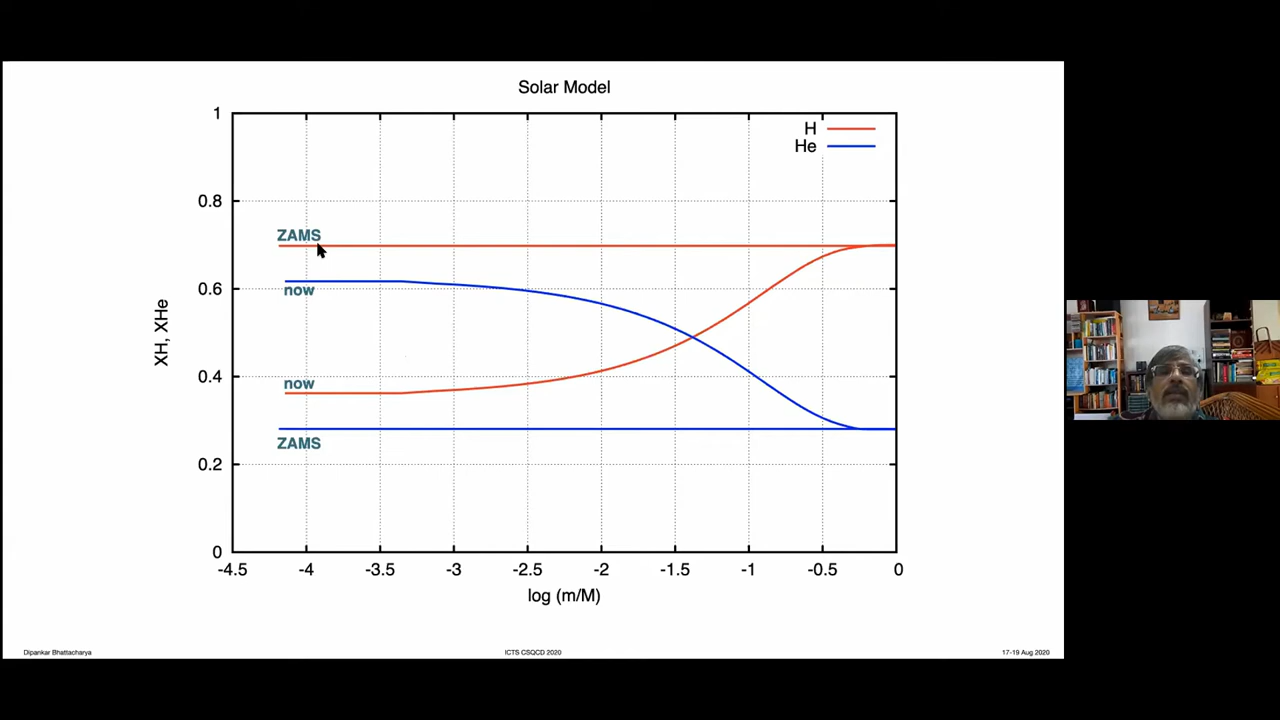 Solar Model
1
H
He
0.8
ZAMS
0.6
now
XH, XHe
0.4
now
ZAMS
0.2
0
-4.5 -4 -3.5 -3 -2.5 -2 -1.5 -1 -0.5 0
log (m/M)
Dipankar Bhattacharya ICTS CSQCD 2020 17-19 Aug 2020